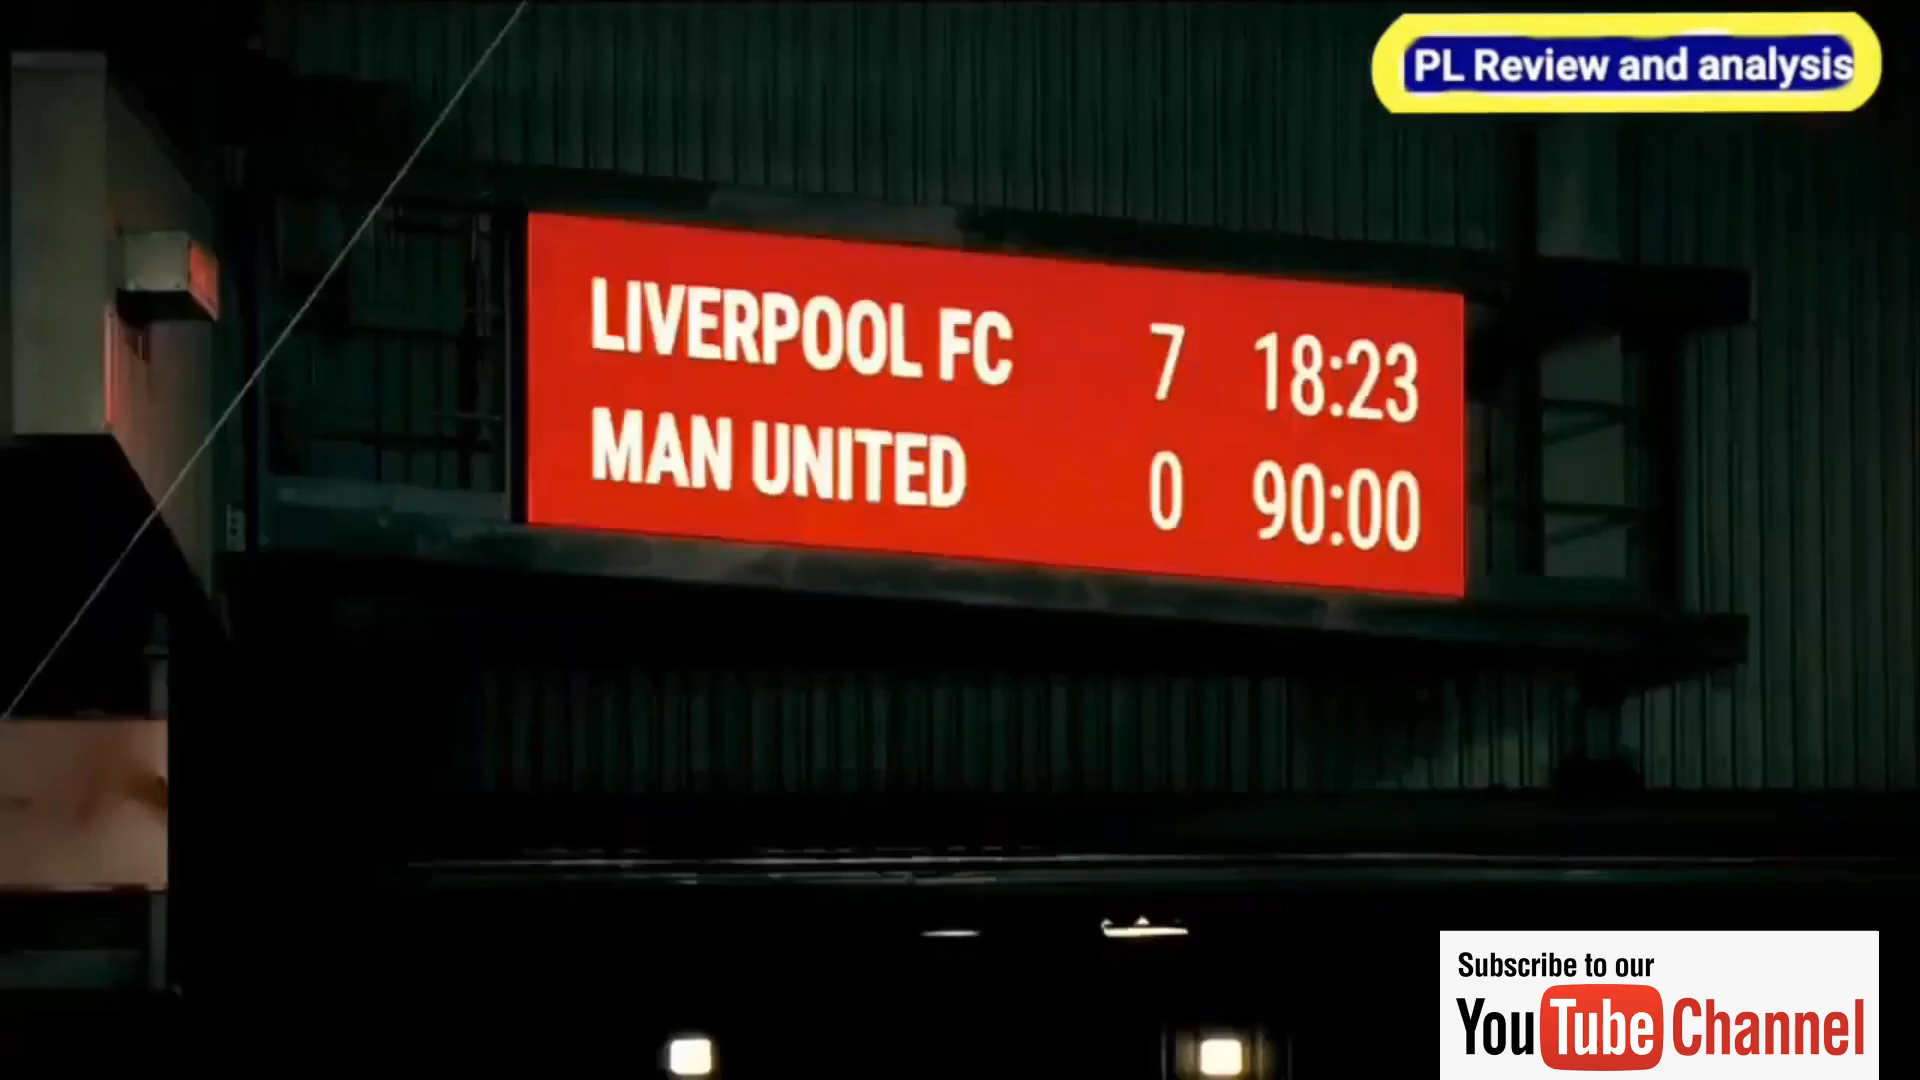 PL Review and analysis
LIVERPOOL FC 7 18:23
MAN UNITED 0 90:00
Subscribe to our
YouTube Channel